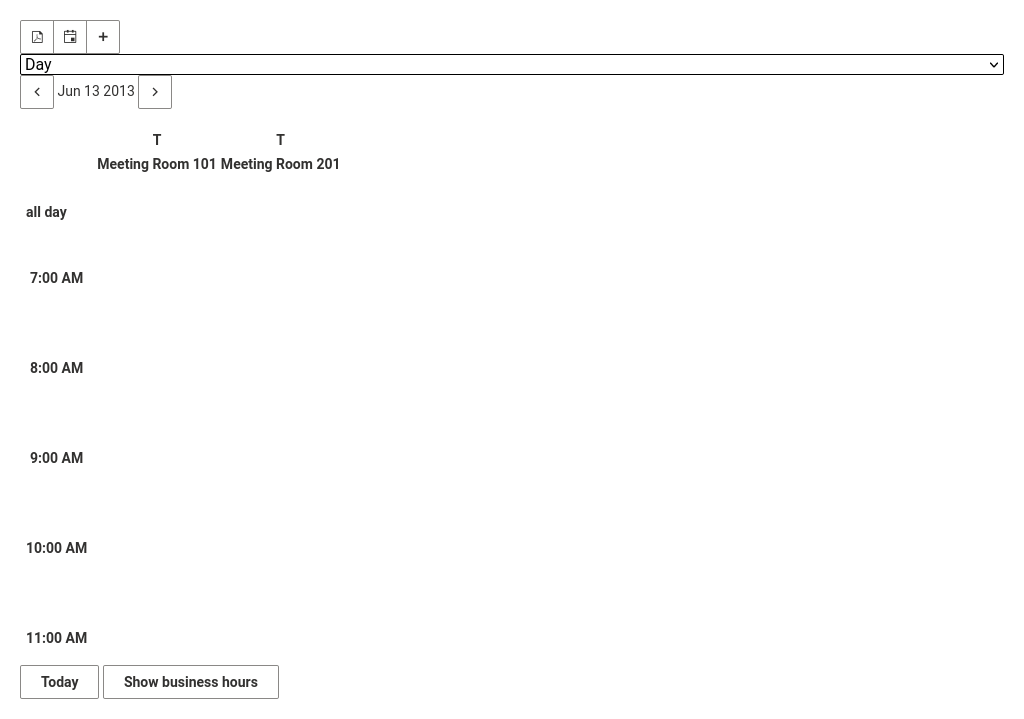 Day
Jun 13 2013
T T
Meeting Room 101 Meeting Room 201
all day
7:00 AM
8:00 AM
9:00 AM
10:00 AM
11:00 AM
Today Show business hours